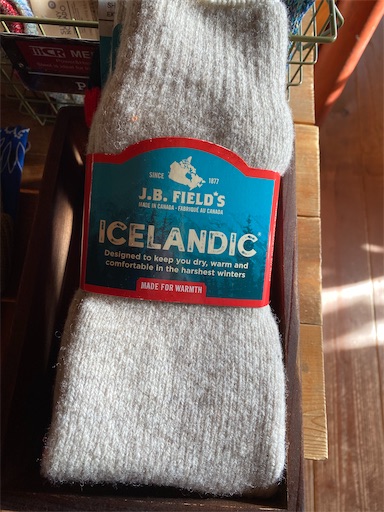 SINCE 1877
J.B. FIELD'S
MADE IN CANADA - FABRIQUÉ AU CANADA
ICELANDIC
Designed to keep you dry, warm and
comfortable in the harshest winters
MADE FOR WARMTH